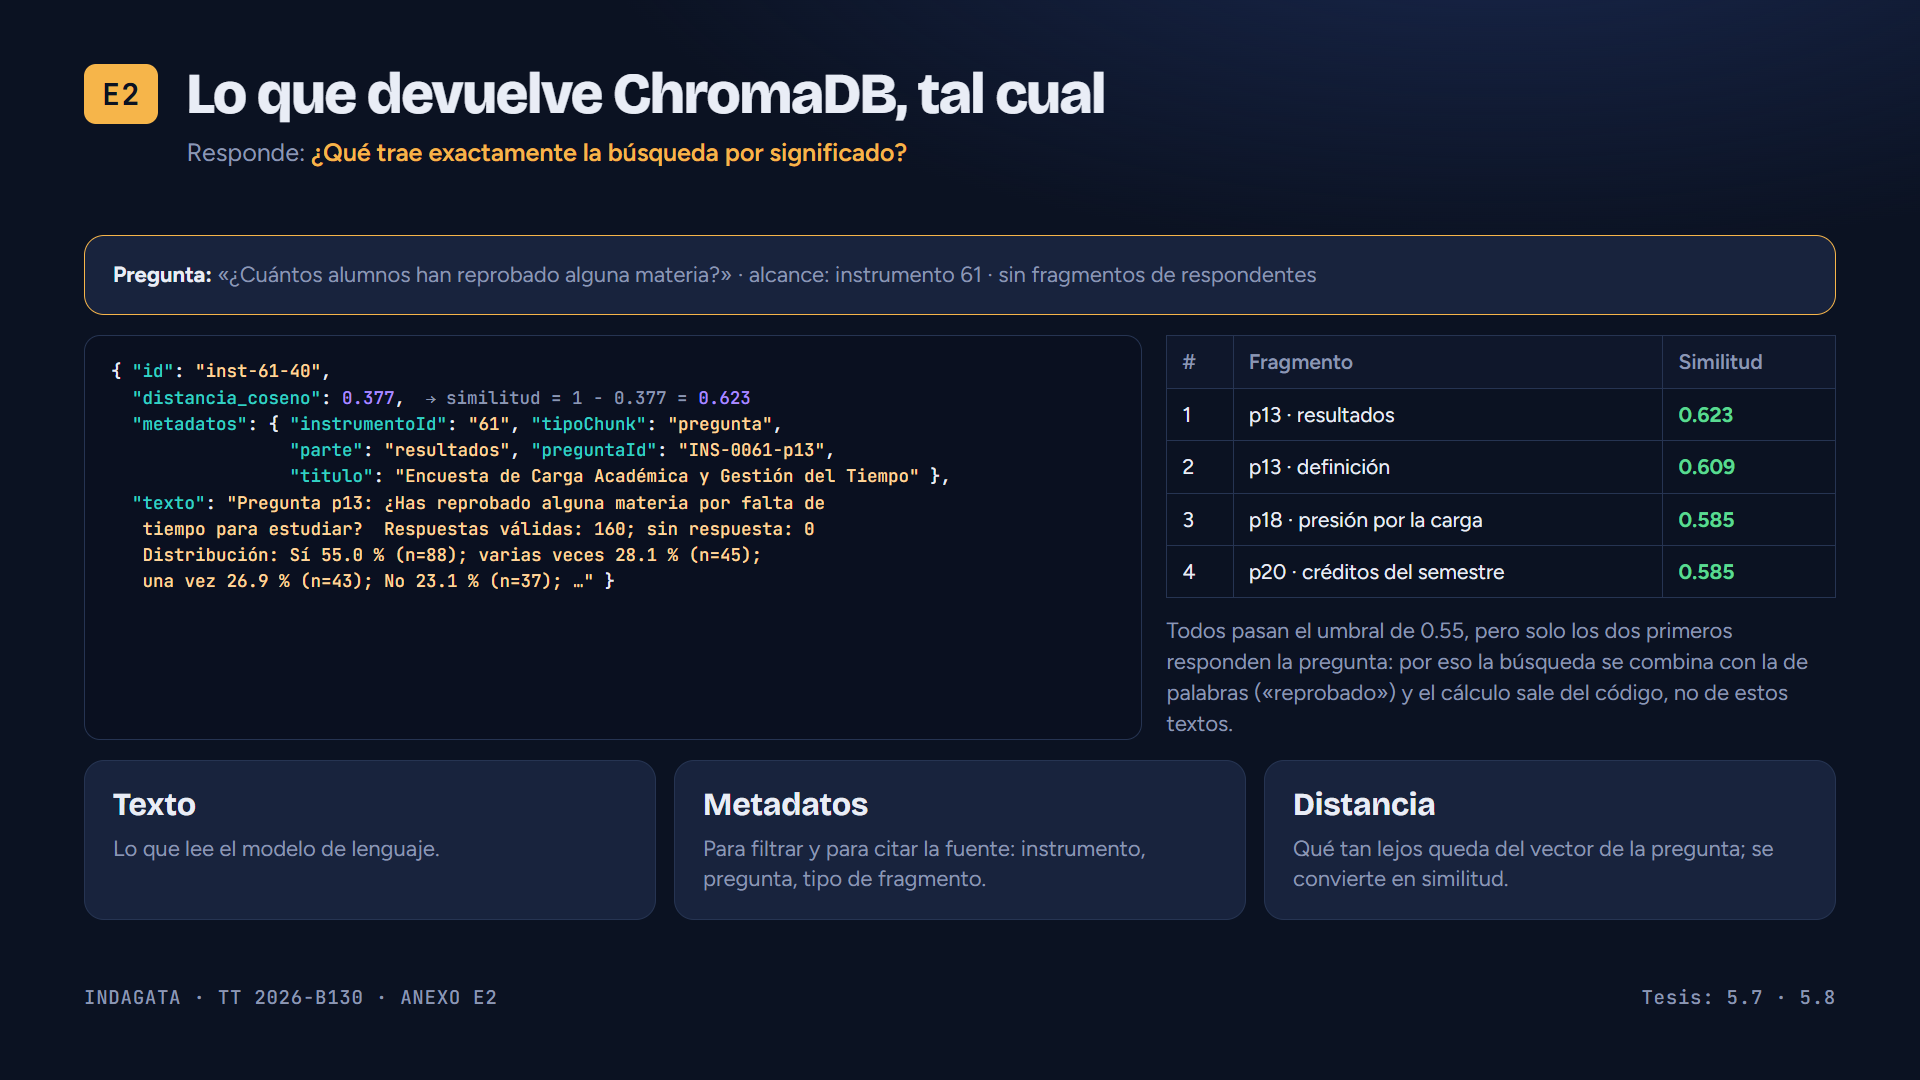 E2
Lo que devuelve ChromaDB, tal cual
Responde: ¿Qué trae exactamente la búsqueda por significado?
Pregunta: «¿Cuántos alumnos han reprobado alguna materia?» · alcance: instrumento 61 · sin fragmentos de respondentes
{ "id": "inst-61-40",
"distancia_coseno": 0.377, → similitud = 1 - 0.377 = 0.623
"metadatos": { "instrumentoId": "61", "tipoChunk": "pregunta",
"parte": "resultados", "preguntaId": "INS-0061-p13",
"titulo": "Encuesta de Carga Académica y Gestión del Tiempo" },
"texto": "Pregunta p13: ¿Has reprobado alguna materia por falta de
tiempo para estudiar? Respuestas válidas: 160; sin respuesta: 0
Distribución: Sí 55.0 % (n=88); varias veces 28.1 % (n=45);
una vez 26.9 % (n=43); No 23.1 % (n=37); …" }
# Fragmento Similitud
1 p13 · resultados 0.623
2 p13 · definición 0.609
3 p18 · presión por la carga 0.585
4 p20 · créditos del semestre 0.585
Todos pasan el umbral de 0.55, pero solo los dos primeros
responden la pregunta: por eso la búsqueda se combina con la de
palabras («reprobado») y el cálculo sale del código, no de estos
textos.
Texto
Lo que lee el modelo de lenguaje.
Metadatos
Para filtrar y para citar la fuente: instrumento,
pregunta, tipo de fragmento.
Distancia
Qué tan lejos queda del vector de la pregunta; se
convierte en similitud.
INDAGATA · TT 2026-B130 · ANEXO E2
Tesis: 5.7 · 5.8